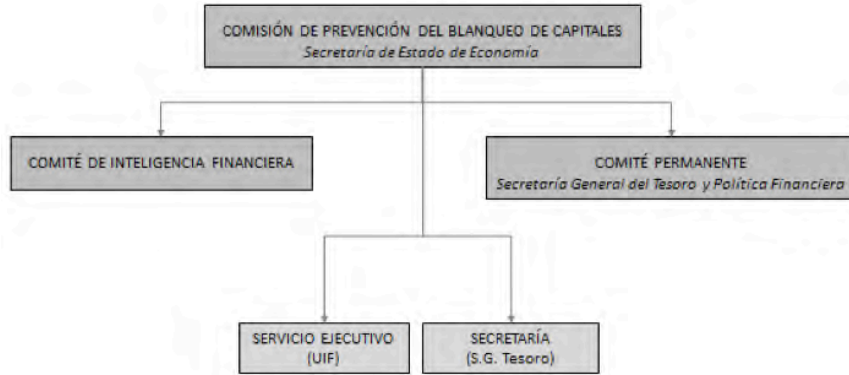 COMISIÓN DE PREVENCIÓN DEL BLANQUEO DE CAPITALES
Secretaría de Estado de Economía
COMITÉ DE INTELIGENCIA FINANCIERA
COMITÉ PERMANENTE
Secretaría General del Tesoro y Política Financiera
SERVICIO EJECUTIVO
(UIF)
SECRETARÍA
(S.G. Tesoro)